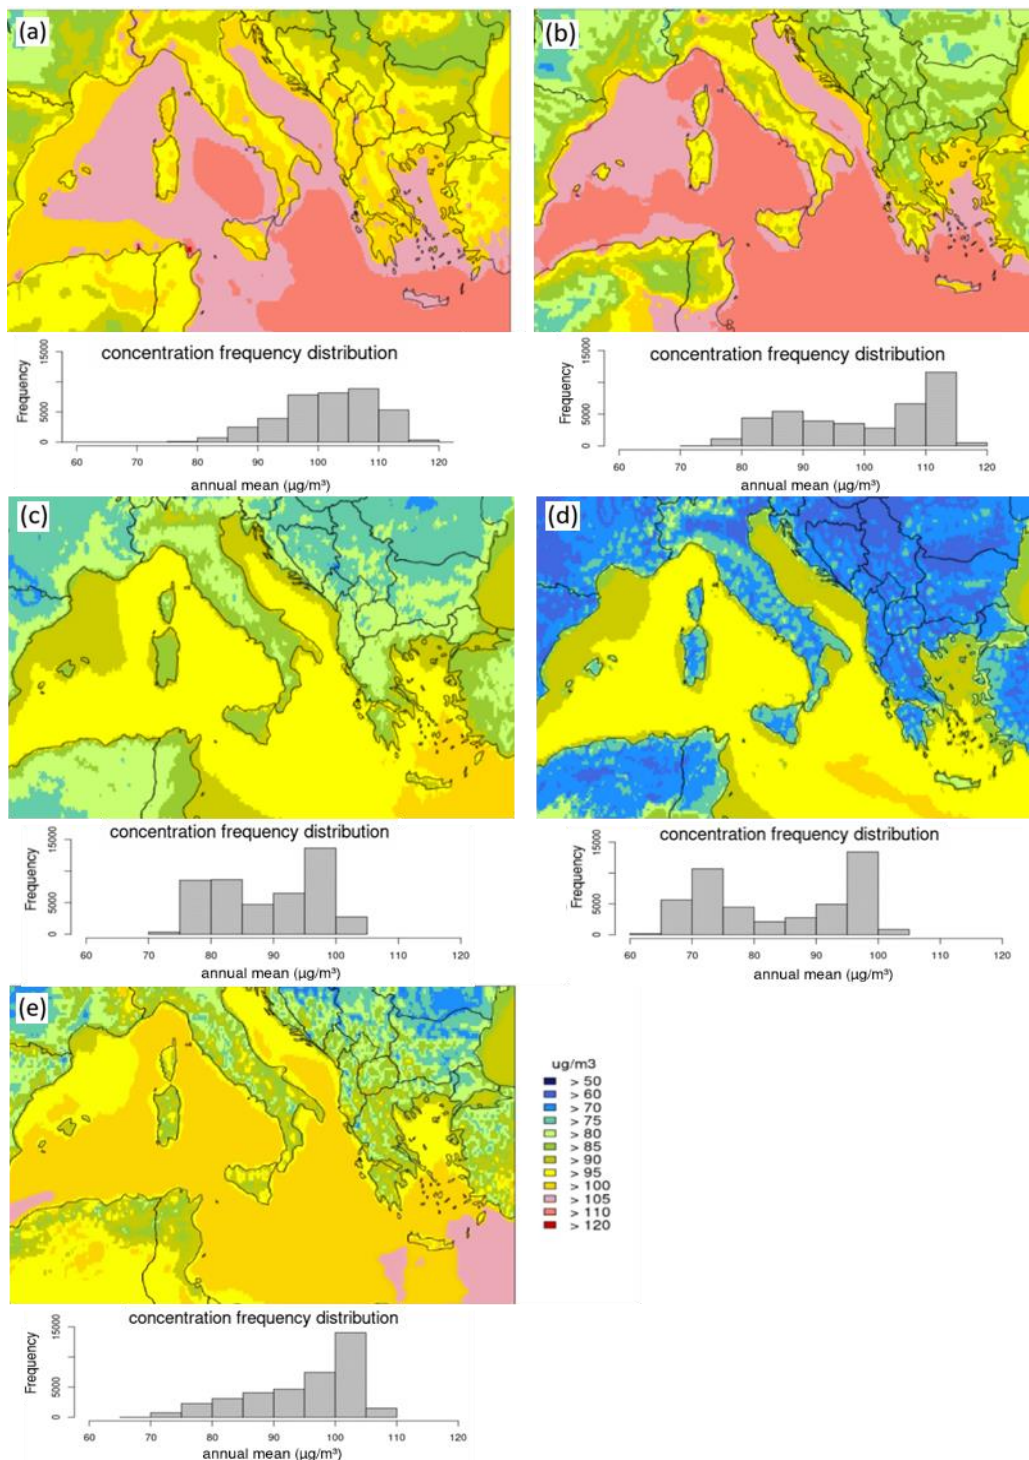 (a)
(b)
concentration frequency distribution
Frequency
0 5000 15000
60 70 80 90 100 110 120
annual mean (µg/m³)
concentration frequency distribution
Frequency
0 5000 15000
60 70 80 90 100 110 120
annual mean (µg/m³)
(c)
(d)
concentration frequency distribution
Frequency
0 5000 15000
60 70 80 90 100 110 120
annual mean (µg/m³)
concentration frequency distribution
Frequency
0 5000 15000
60 70 80 90 100 110 120
annual mean (µg/m³)
(e)
ug/m3
> 50
> 60
> 70
> 75
> 80
> 85
> 90
> 95
> 100
> 105
> 110
> 120
concentration frequency distribution
Frequency
0 5000 15000
60 70 80 90 100 110 120
annual mean (µg/m³)